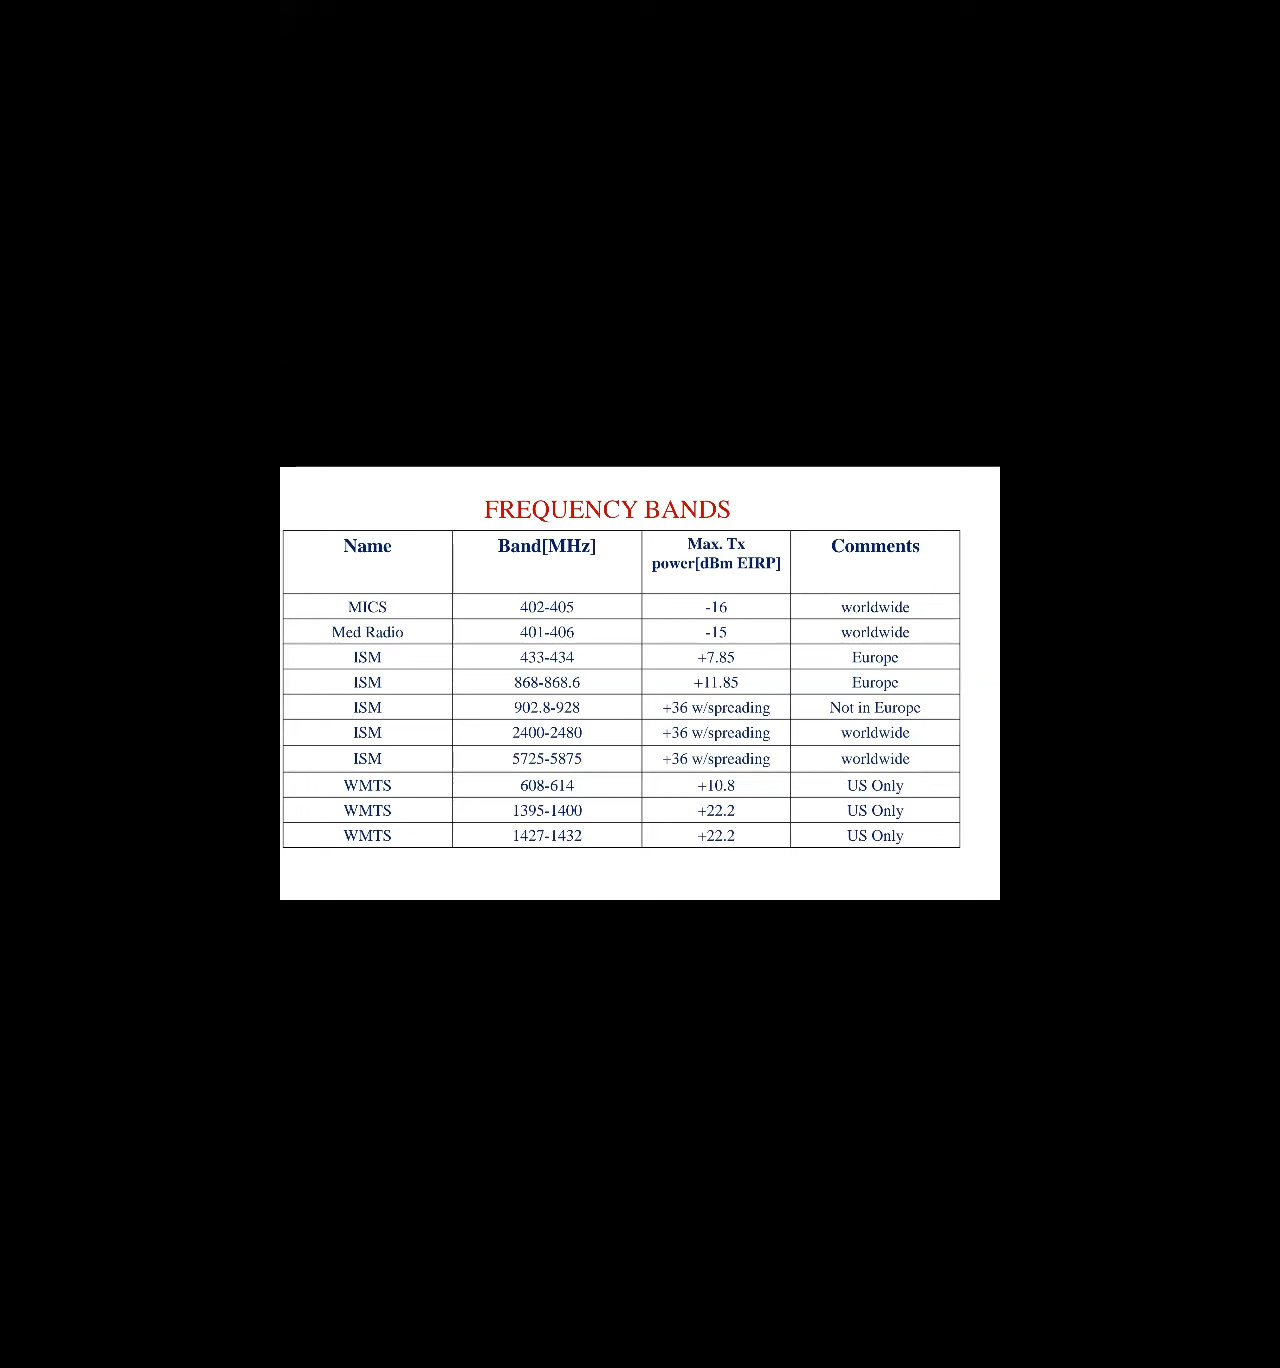 FREQUENCY BANDS
Name Band[MHz] Max. Tx power[dBm EIRP] Comments
MICS 402-405 -16 worldwide
Med Radio 401-406 -15 worldwide
ISM 433-434 +7.85 Europe
ISM 868-868.6 +11.85 Europe
ISM 902.8-928 +36 w/spreading Not in Europe
ISM 2400-2480 +36 w/spreading worldwide
ISM 5725-5875 +36 w/spreading worldwide
WMTS 608-614 +10.8 US Only
WMTS 1395-1400 +22.2 US Only
WMTS 1427-1432 +22.2 US Only